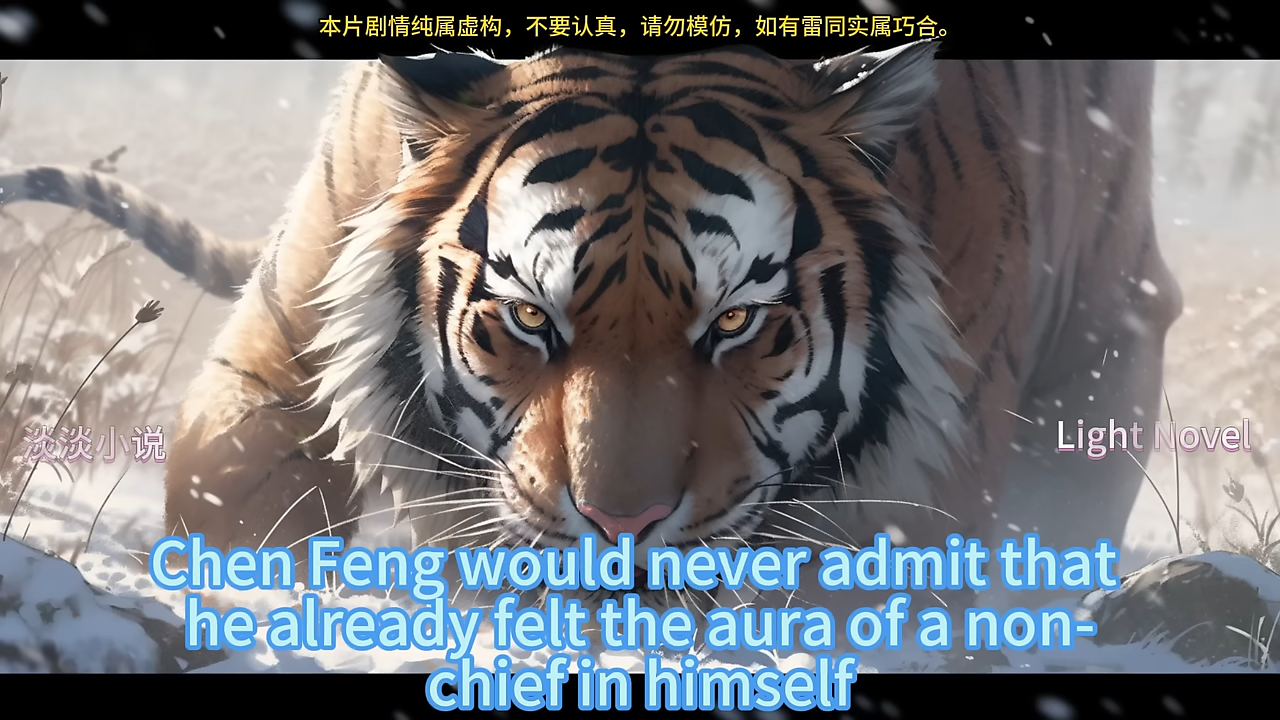 本片剧情纯属虚构，不要认真，请勿模仿，如有雷同实属巧合。
淡淡小说
Light Novel
Chen Feng would never admit that
he already felt the aura of a non-
chief in himself